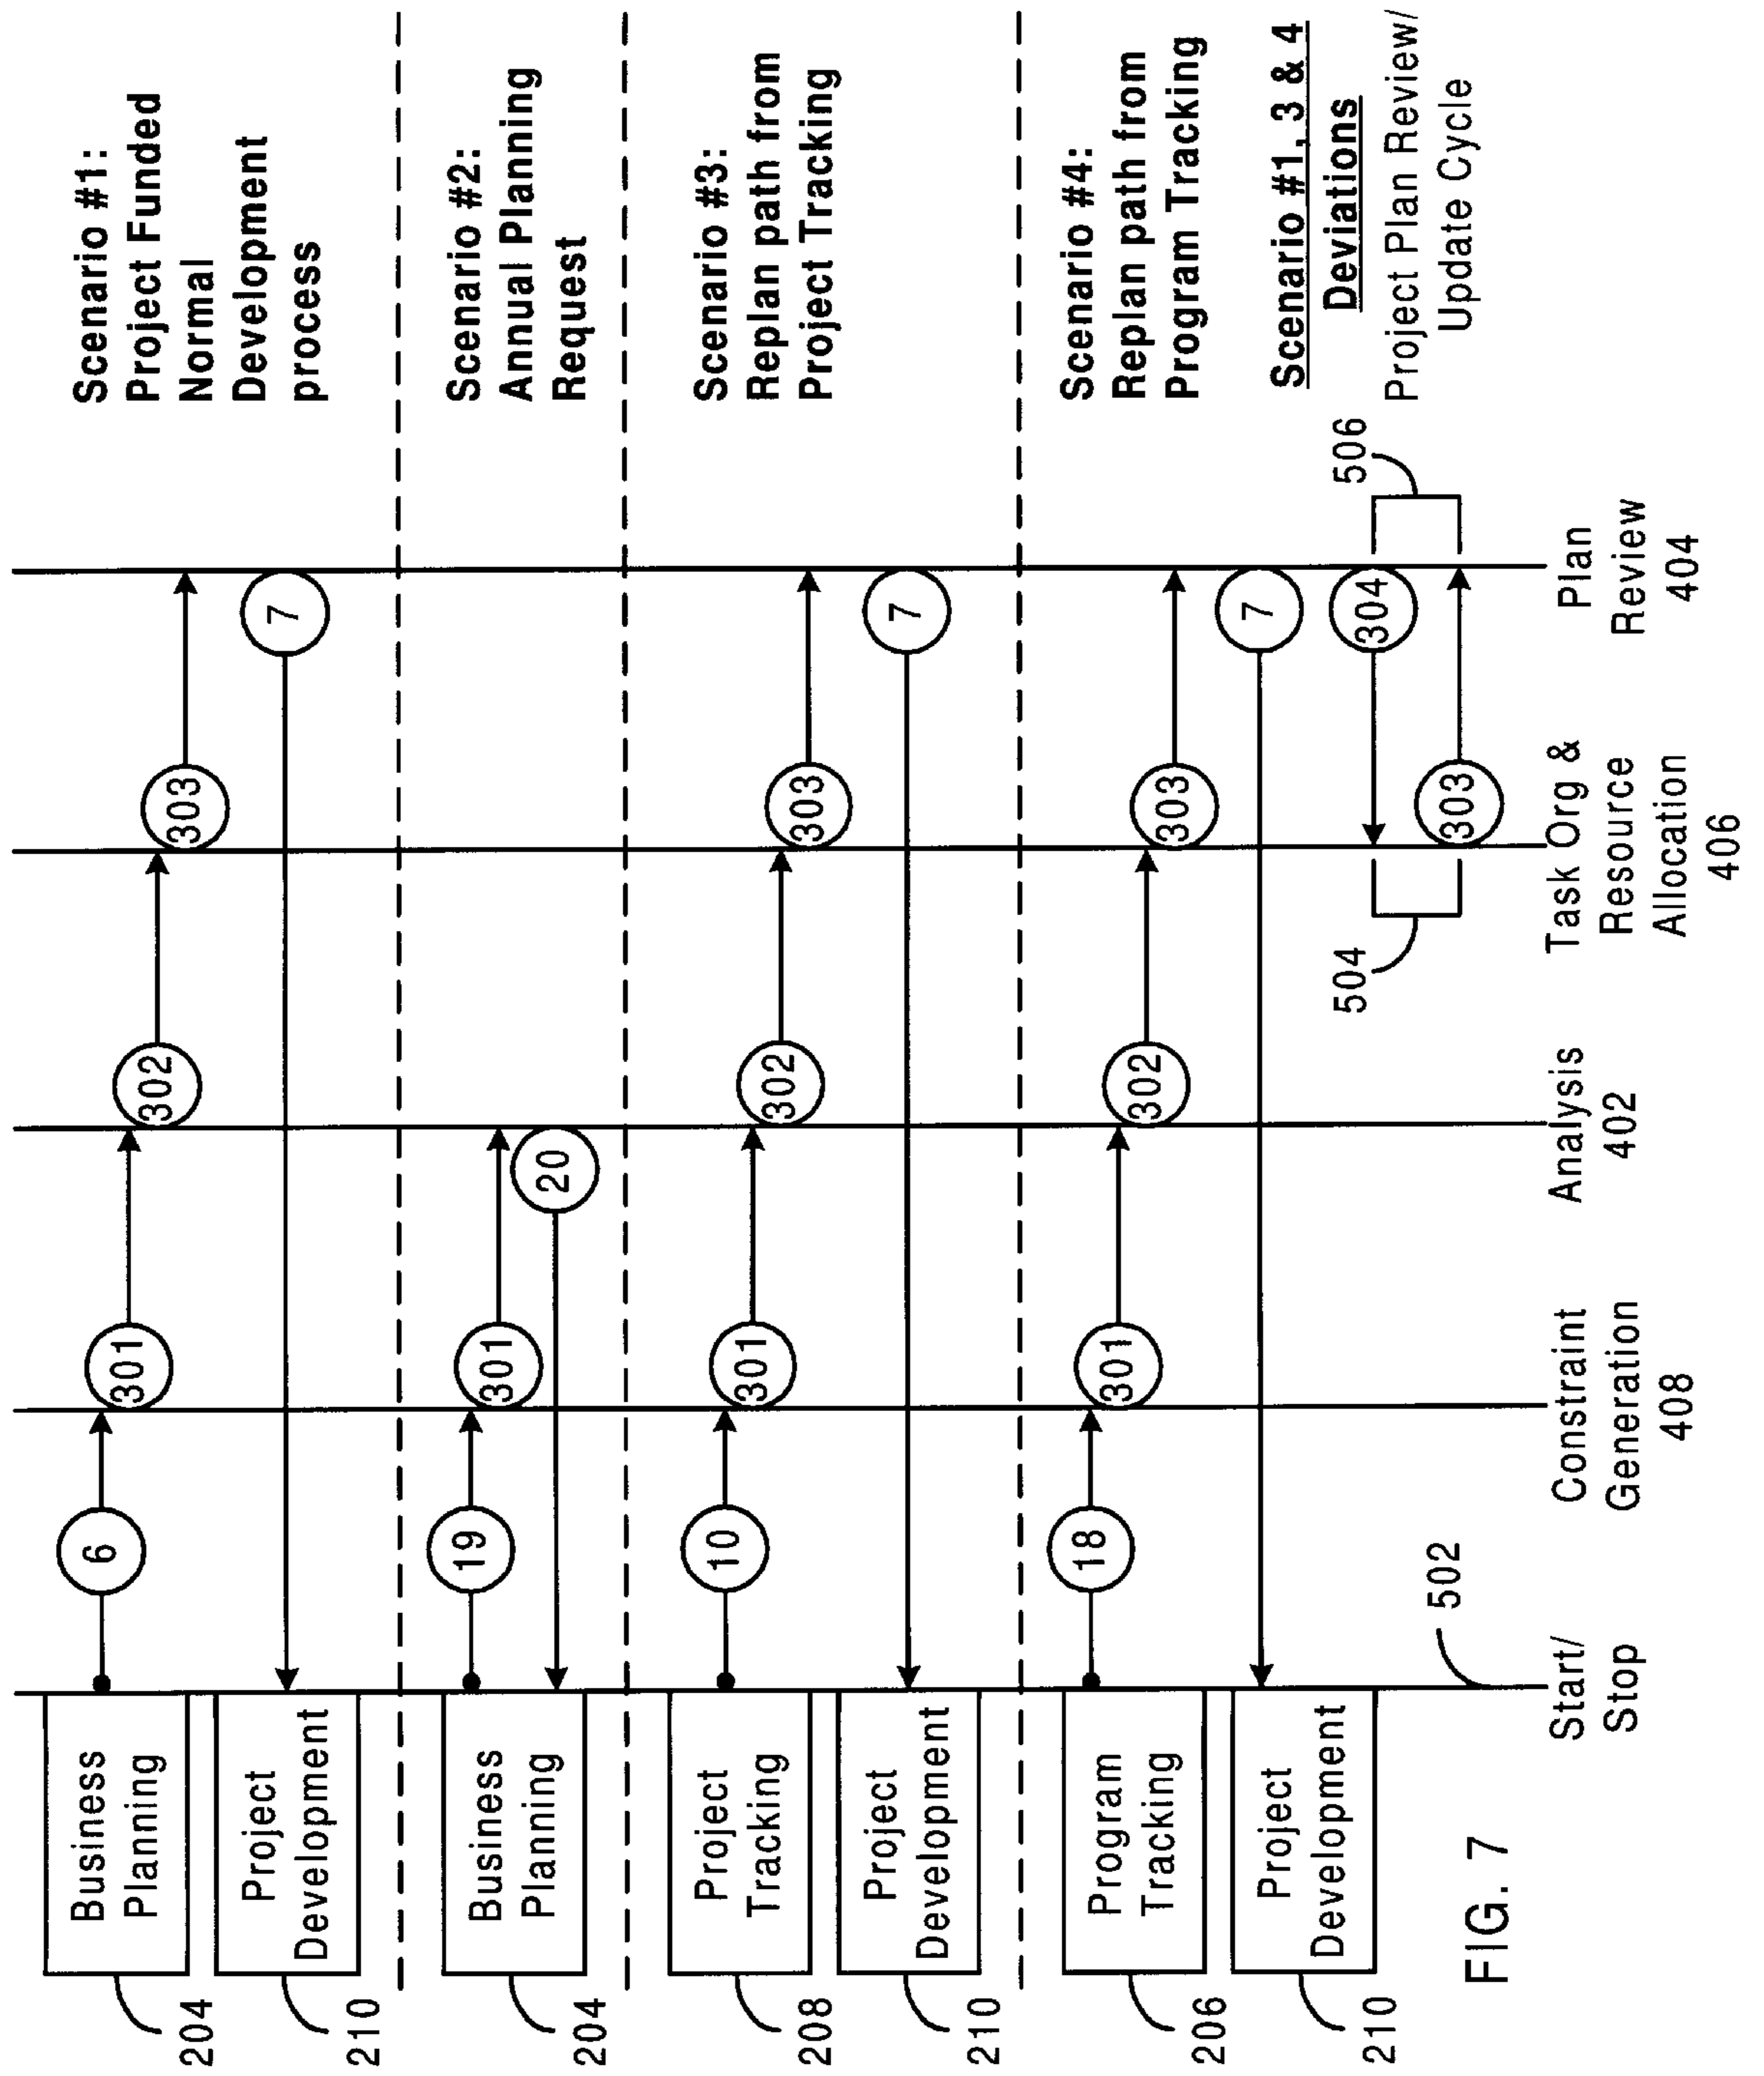 204
Business
Planning
6
301
302
303
Scenario #1:
Project Funded
Normal
Development
process
210
Project
Development
7
204
Business
Planning
19
301
20
Scenario #2:
Annual Planning
Request
208
Project
Tracking
10
301
302
303
Scenario #3:
Replan path from
Project Tracking
210
Project
Development
7
206
Program
Tracking
18
301
302
303
Scenario #4:
Replan path from
Program Tracking
210
Project
Development
7
Scenario #1, 3 & 4
Deviations
Project Plan Review/
Update Cycle
304
303
504
506
502
Start/
Stop
Constraint
Generation
408
Analysis
402
Task Org &
Resource
Allocation
406
Plan
Review
404
FIG. 7